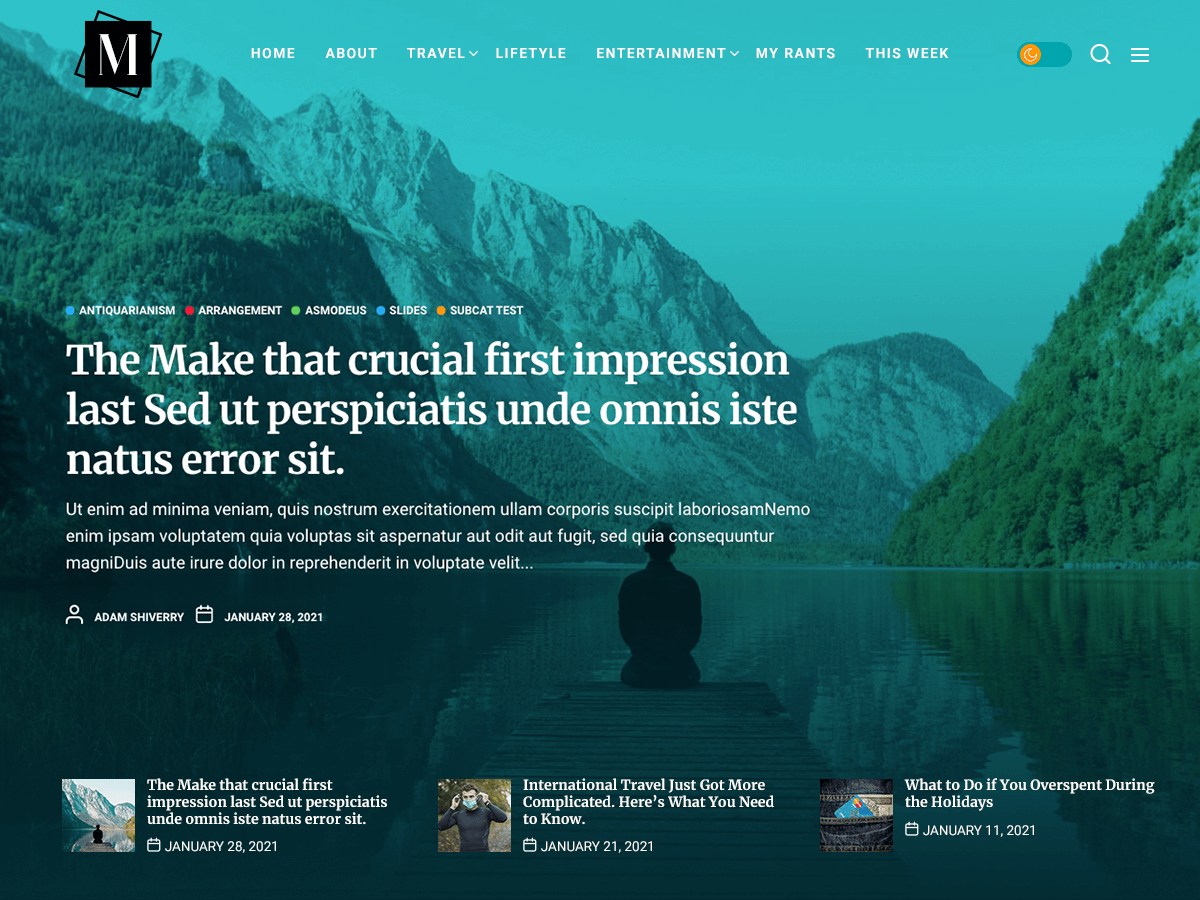 M
HOME ABOUT TRAVEL LIFETYLE ENTERTAINMENT MY RANTS THIS WEEK
ANTIQUARIANISM ARRANGEMENT ASMODEUS SLIDES SUBCAT TEST
The Make that crucial first impression
last Sed ut perspiciatis unde omnis iste
natus error sit.
Ut enim ad minima veniam, quis nostrum exercitationem ullam corporis suscipit laboriosamNemo
enim ipsam voluptatem quia voluptas sit aspernatur aut odit aut fugit, sed quia consequuntur
magniDuis aute irure dolor in reprehenderit in voluptate velit...
ADAM SHIVERRY JANUARY 28, 2021
The Make that crucial first
impression last Sed ut perspiciatis
unde omnis iste natus error sit.
JANUARY 28, 2021
International Travel Just Got More
Complicated. Here’s What You Need
to Know.
JANUARY 21, 2021
What to Do if You Overspent During
the Holidays
JANUARY 11, 2021